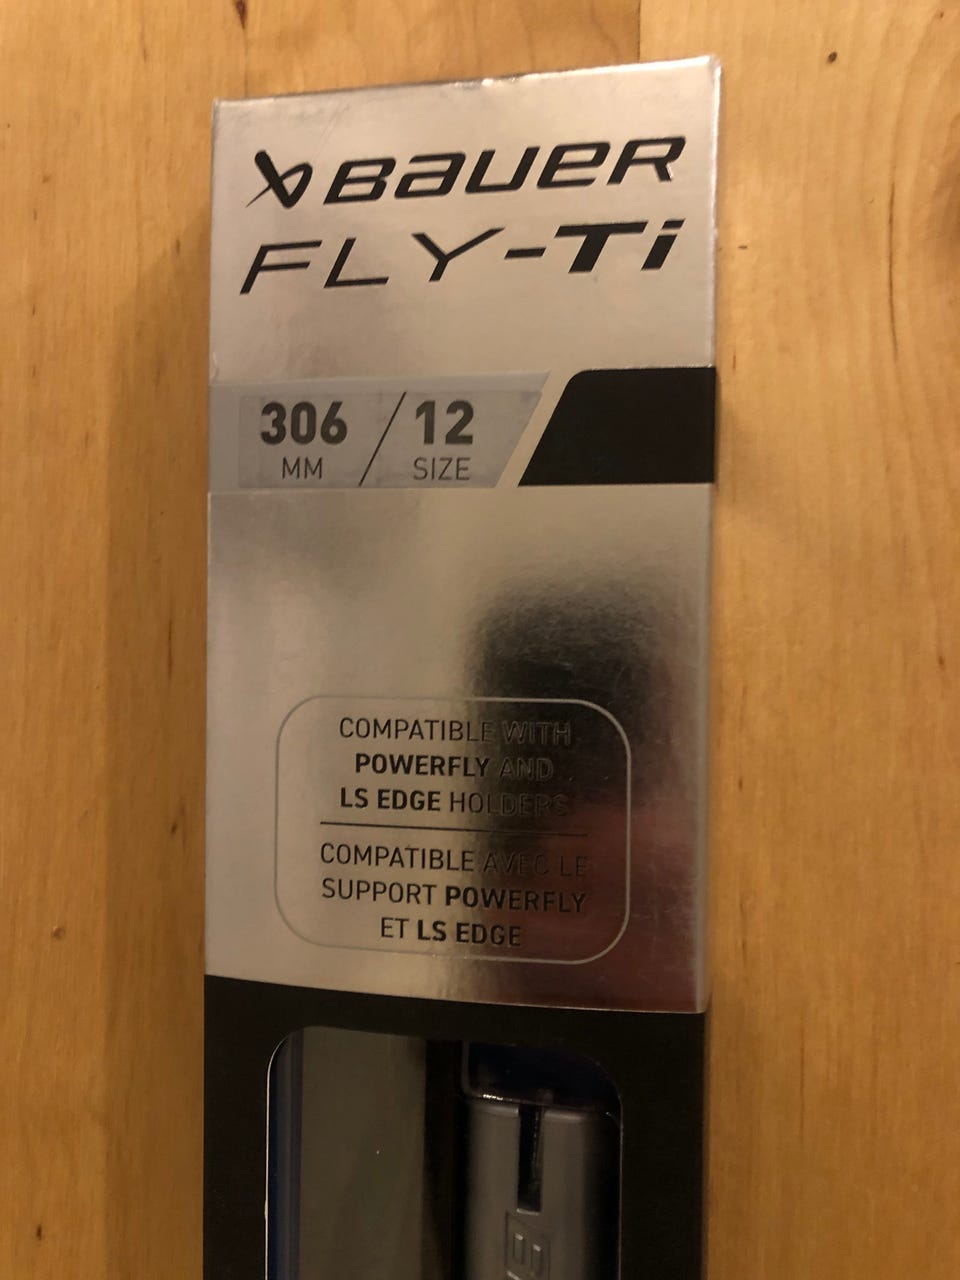 BAUER
FLY-Ti
306 / 12
MM SIZE
COMPATIBLE WITH
POWERFLY AND
LS EDGE HOLDERS
COMPATIBLE AVEC LE
SUPPORT POWERFLY
ET LS EDGE